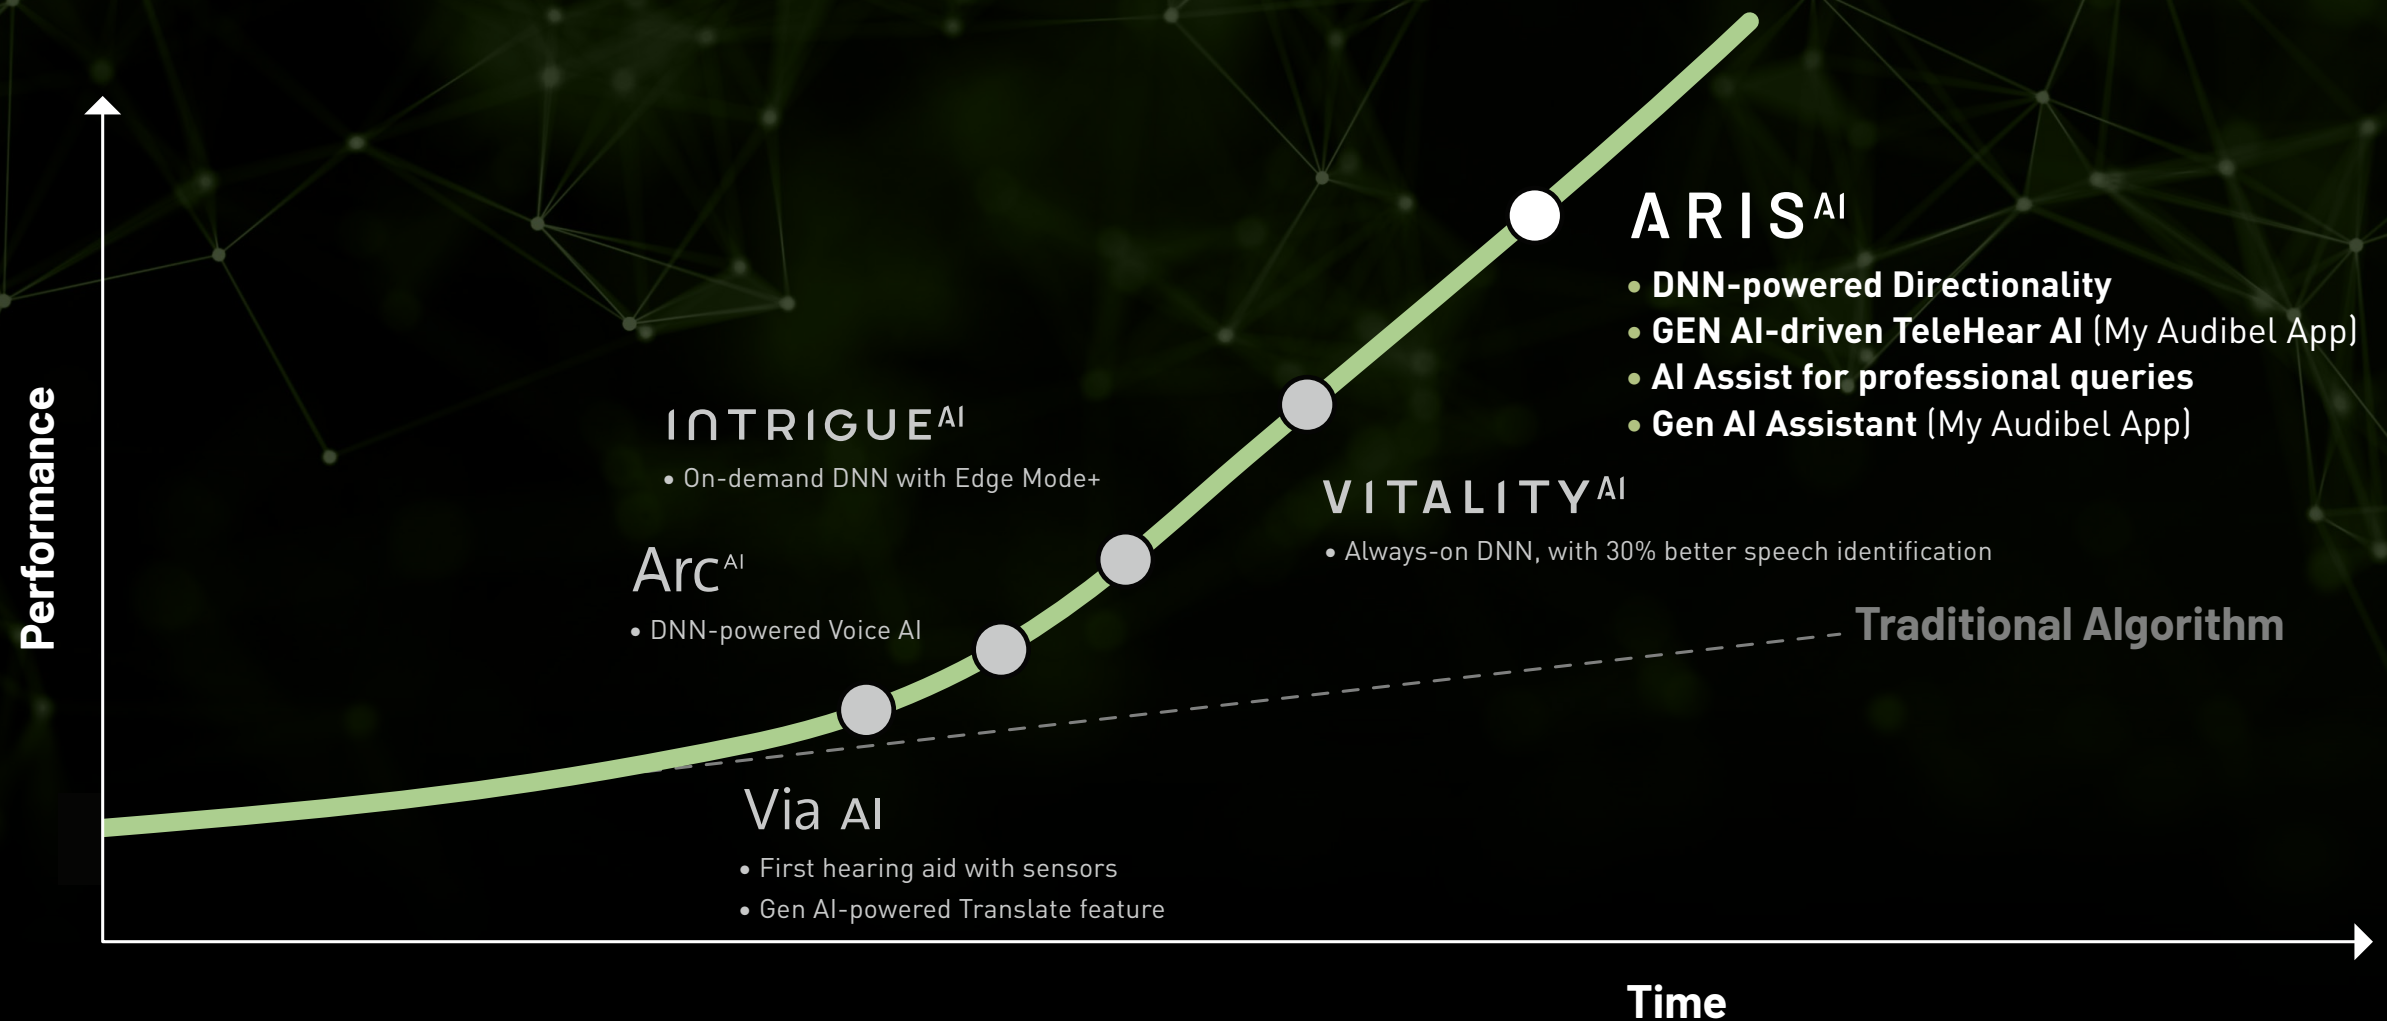 Performance
ARIS AI
• DNN-powered Directionality
• GEN AI-driven TeleHear AI (My Audibel App)
• AI Assist for professional queries
• Gen AI Assistant (My Audibel App)
INTRIGUE AI
• On-demand DNN with Edge Mode+
VITALITY AI
• Always-on DNN, with 30% better speech identification
Arc AI
• DNN-powered Voice AI
Traditional Algorithm
Via AI
• First hearing aid with sensors
• Gen AI-powered Translate feature
Time